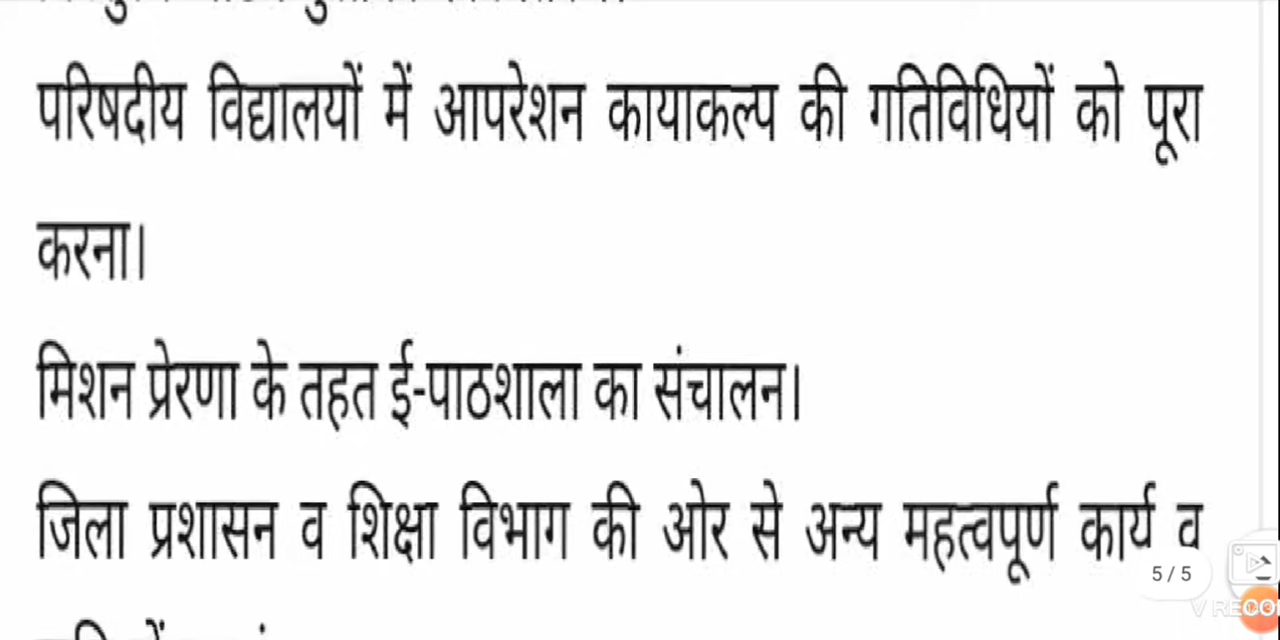 परिषदीय विद्यालयों में आपरेशन कायाकल्प की गतिविधियों को पूरा
करना।
मिशन प्रेरणा के तहत ई-पाठशाला का संचालन।
जिला प्रशासन व शिक्षा विभाग की ओर से अन्य महत्वपूर्ण कार्य व
5 / 5
V RECO